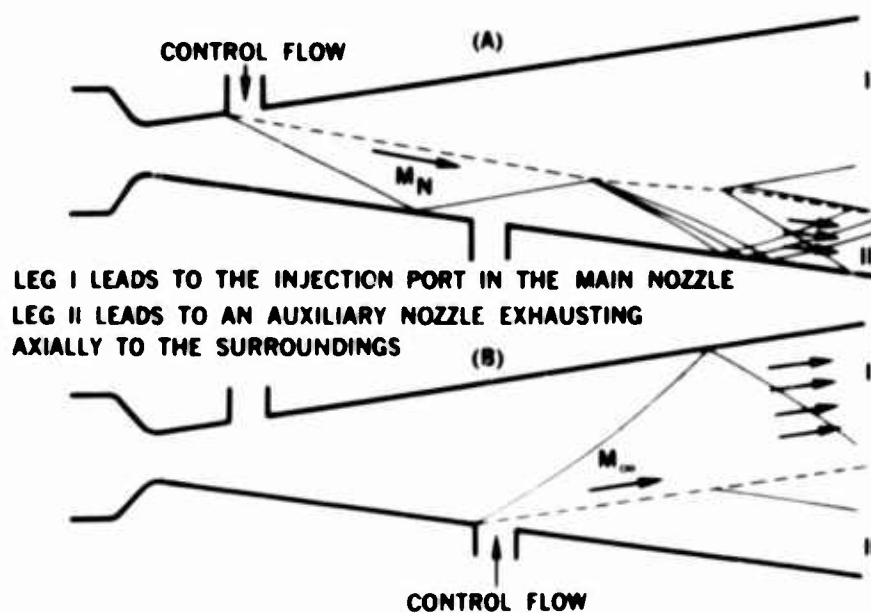 (A)
CONTROL FLOW
I
M_N
II
LEG I LEADS TO THE INJECTION PORT IN THE MAIN NOZZLE
LEG II LEADS TO AN AUXILIARY NOZZLE EXHAUSTING
AXIALLY TO THE SURROUNDINGS
(B)
I
M_∞
CONTROL FLOW